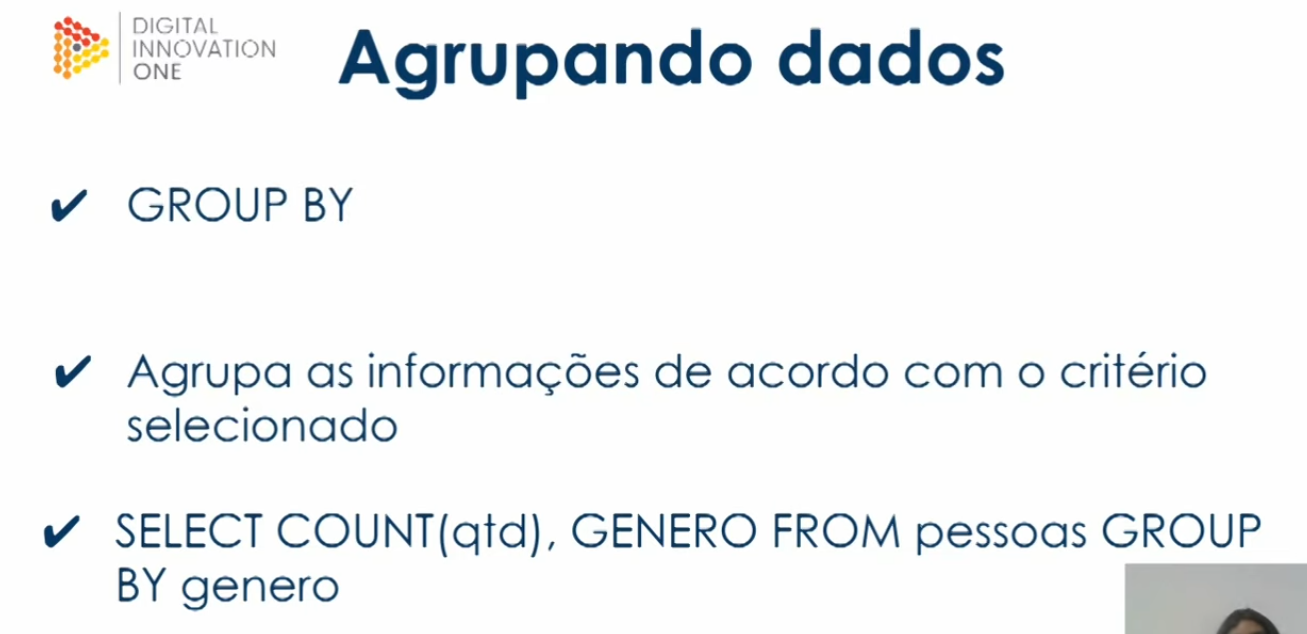 DIGITAL
INNOVATION
ONE
Agrupando dados
✔ GROUP BY
✔ Agrupa as informações de acordo com o critério
selecionado
✔ SELECT COUNT(qtd), GENERO FROM pessoas GROUP
BY genero